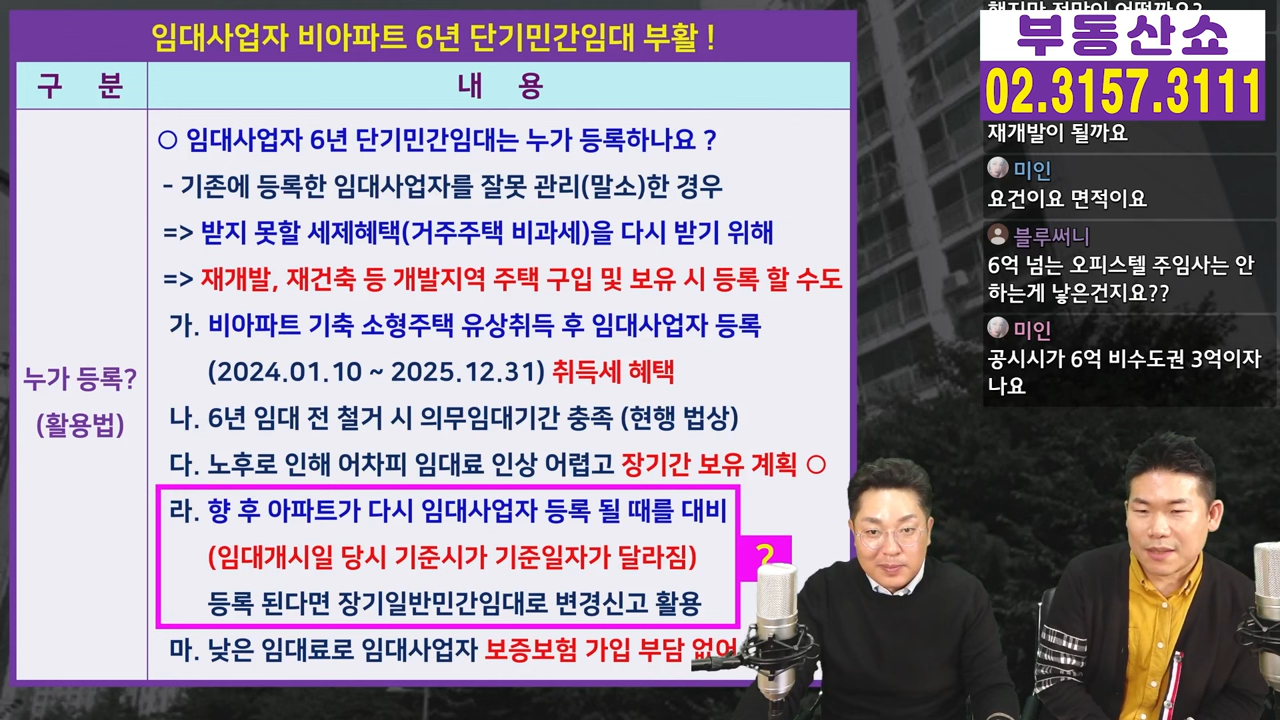 임대사업자 비아파트 6년 단기민간임대 부활 !
구 분
내 용
○ 임대사업자 6년 단기민간임대는 누가 등록하나요 ?
- 기존에 등록한 임대사업자를 잘못 관리(말소)한 경우
=> 받지 못할 세제혜택(거주주택 비과세)을 다시 받기 위해
=> 재개발, 재건축 등 개발지역 주택 구입 및 보유 시 등록 할 수도
가. 비아파트 기축 소형주택 유상취득 후 임대사업자 등록
(2024.01.10 ~ 2025.12.31) 취득세 혜택
나. 6년 임대 전 철거 시 의무임대기간 충족 (현행 법상)
다. 노후로 인해 어차피 임대료 인상 어렵고 장기간 보유 계획 ○
라. 향 후 아파트가 다시 임대사업자 등록 될 때를 대비
(임대개시일 당시 기준시가 기준일자가 달라짐)
?
등록 된다면 장기일반민간임대로 변경신고 활용
마. 낮은 임대료로 임대사업자 보증보험 가입 부담 없어
누가 등록?
(활용법)
부동산쇼
02.3157.3111
재개발이 될까요
미인
요건이요 면적이요
블루써니
6억 넘는 오피스텔 주임사는 안
하는게 낳은건지요??
미인
공시시가 6억 비수도권 3억이자
나요